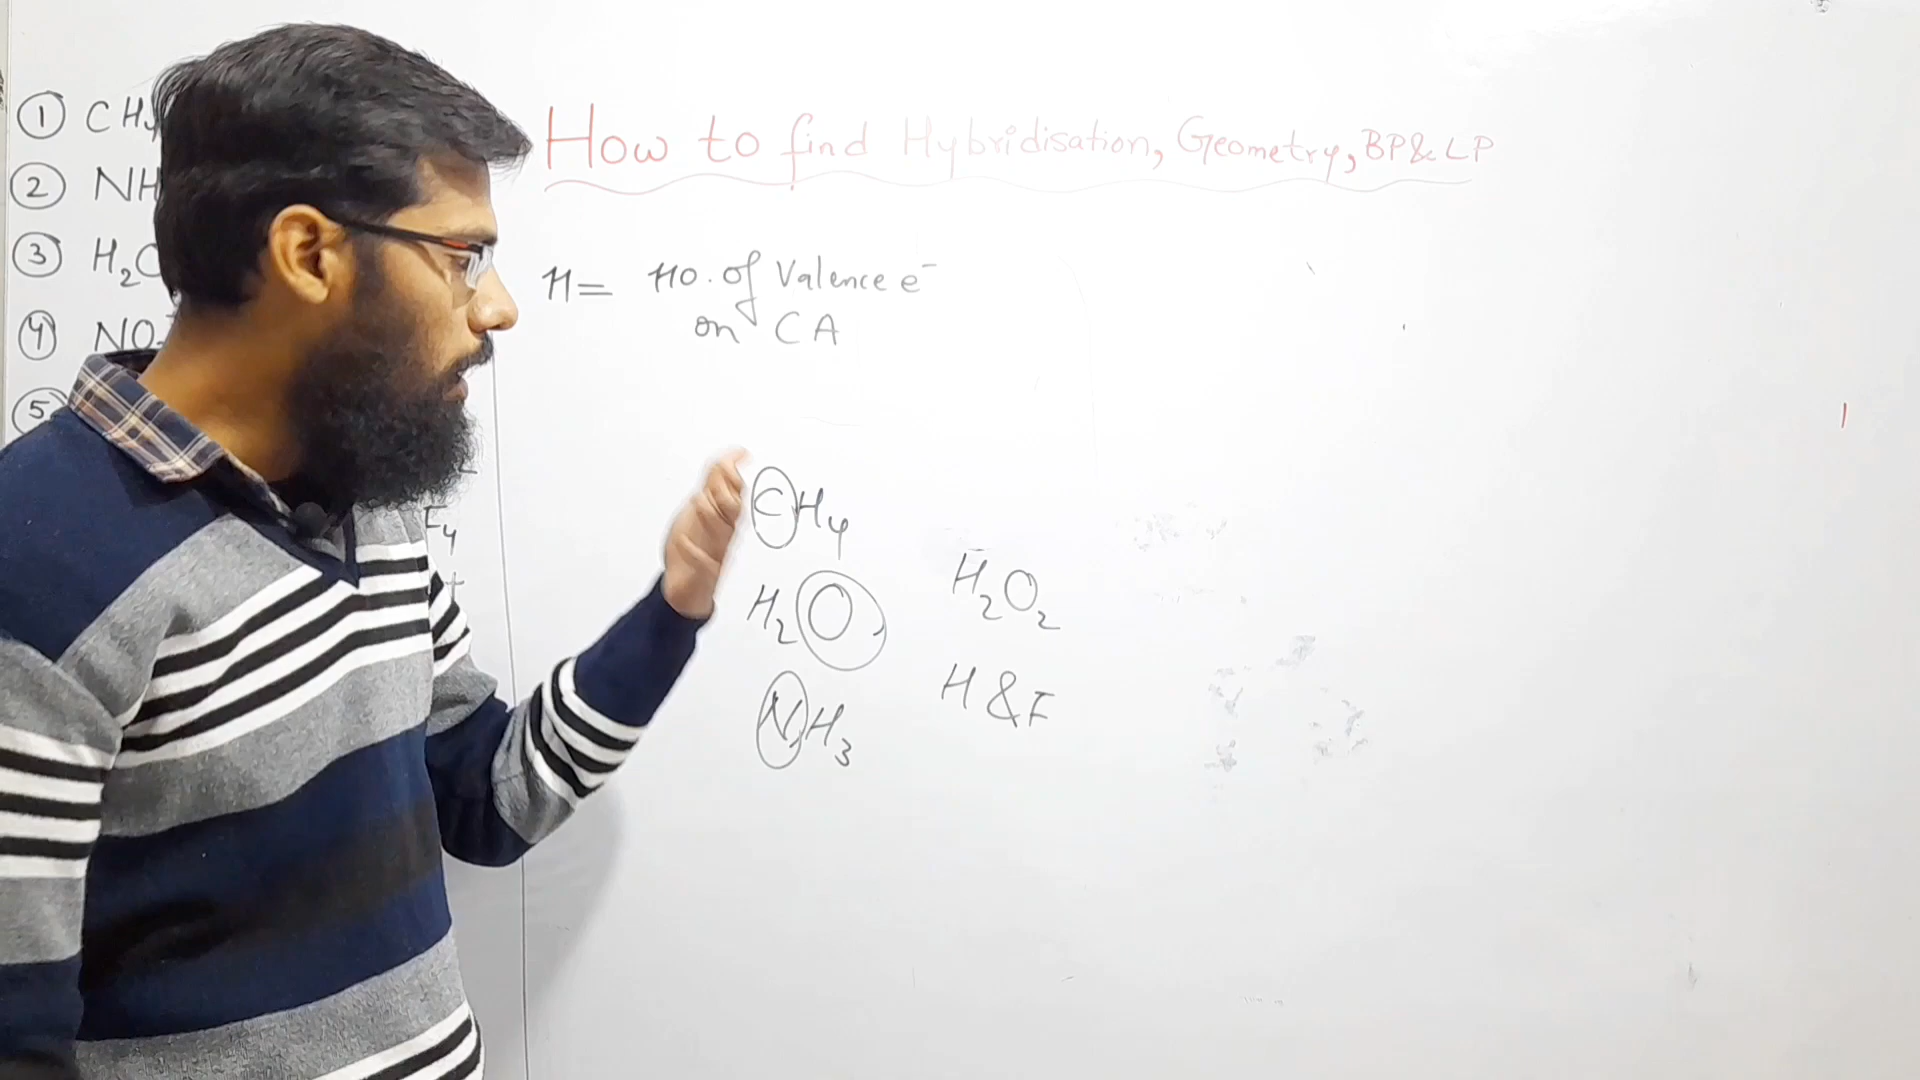 How to find Hybridisation, Geometry, BP & LP
① CH
② NH
③ H₂O
④ NO
⑤
F₄
+
H = no. of Valence e⁻
on CA
CH₄
H₂O
NH₃
H₂O₂
H & F